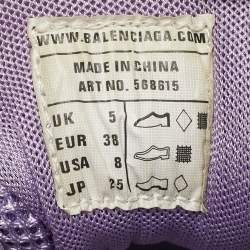 WWW.BALENCIAGA.COM
MADE IN CHINA
ART NO. 568615
UK 5
EUR 38
USA 8
JP 25